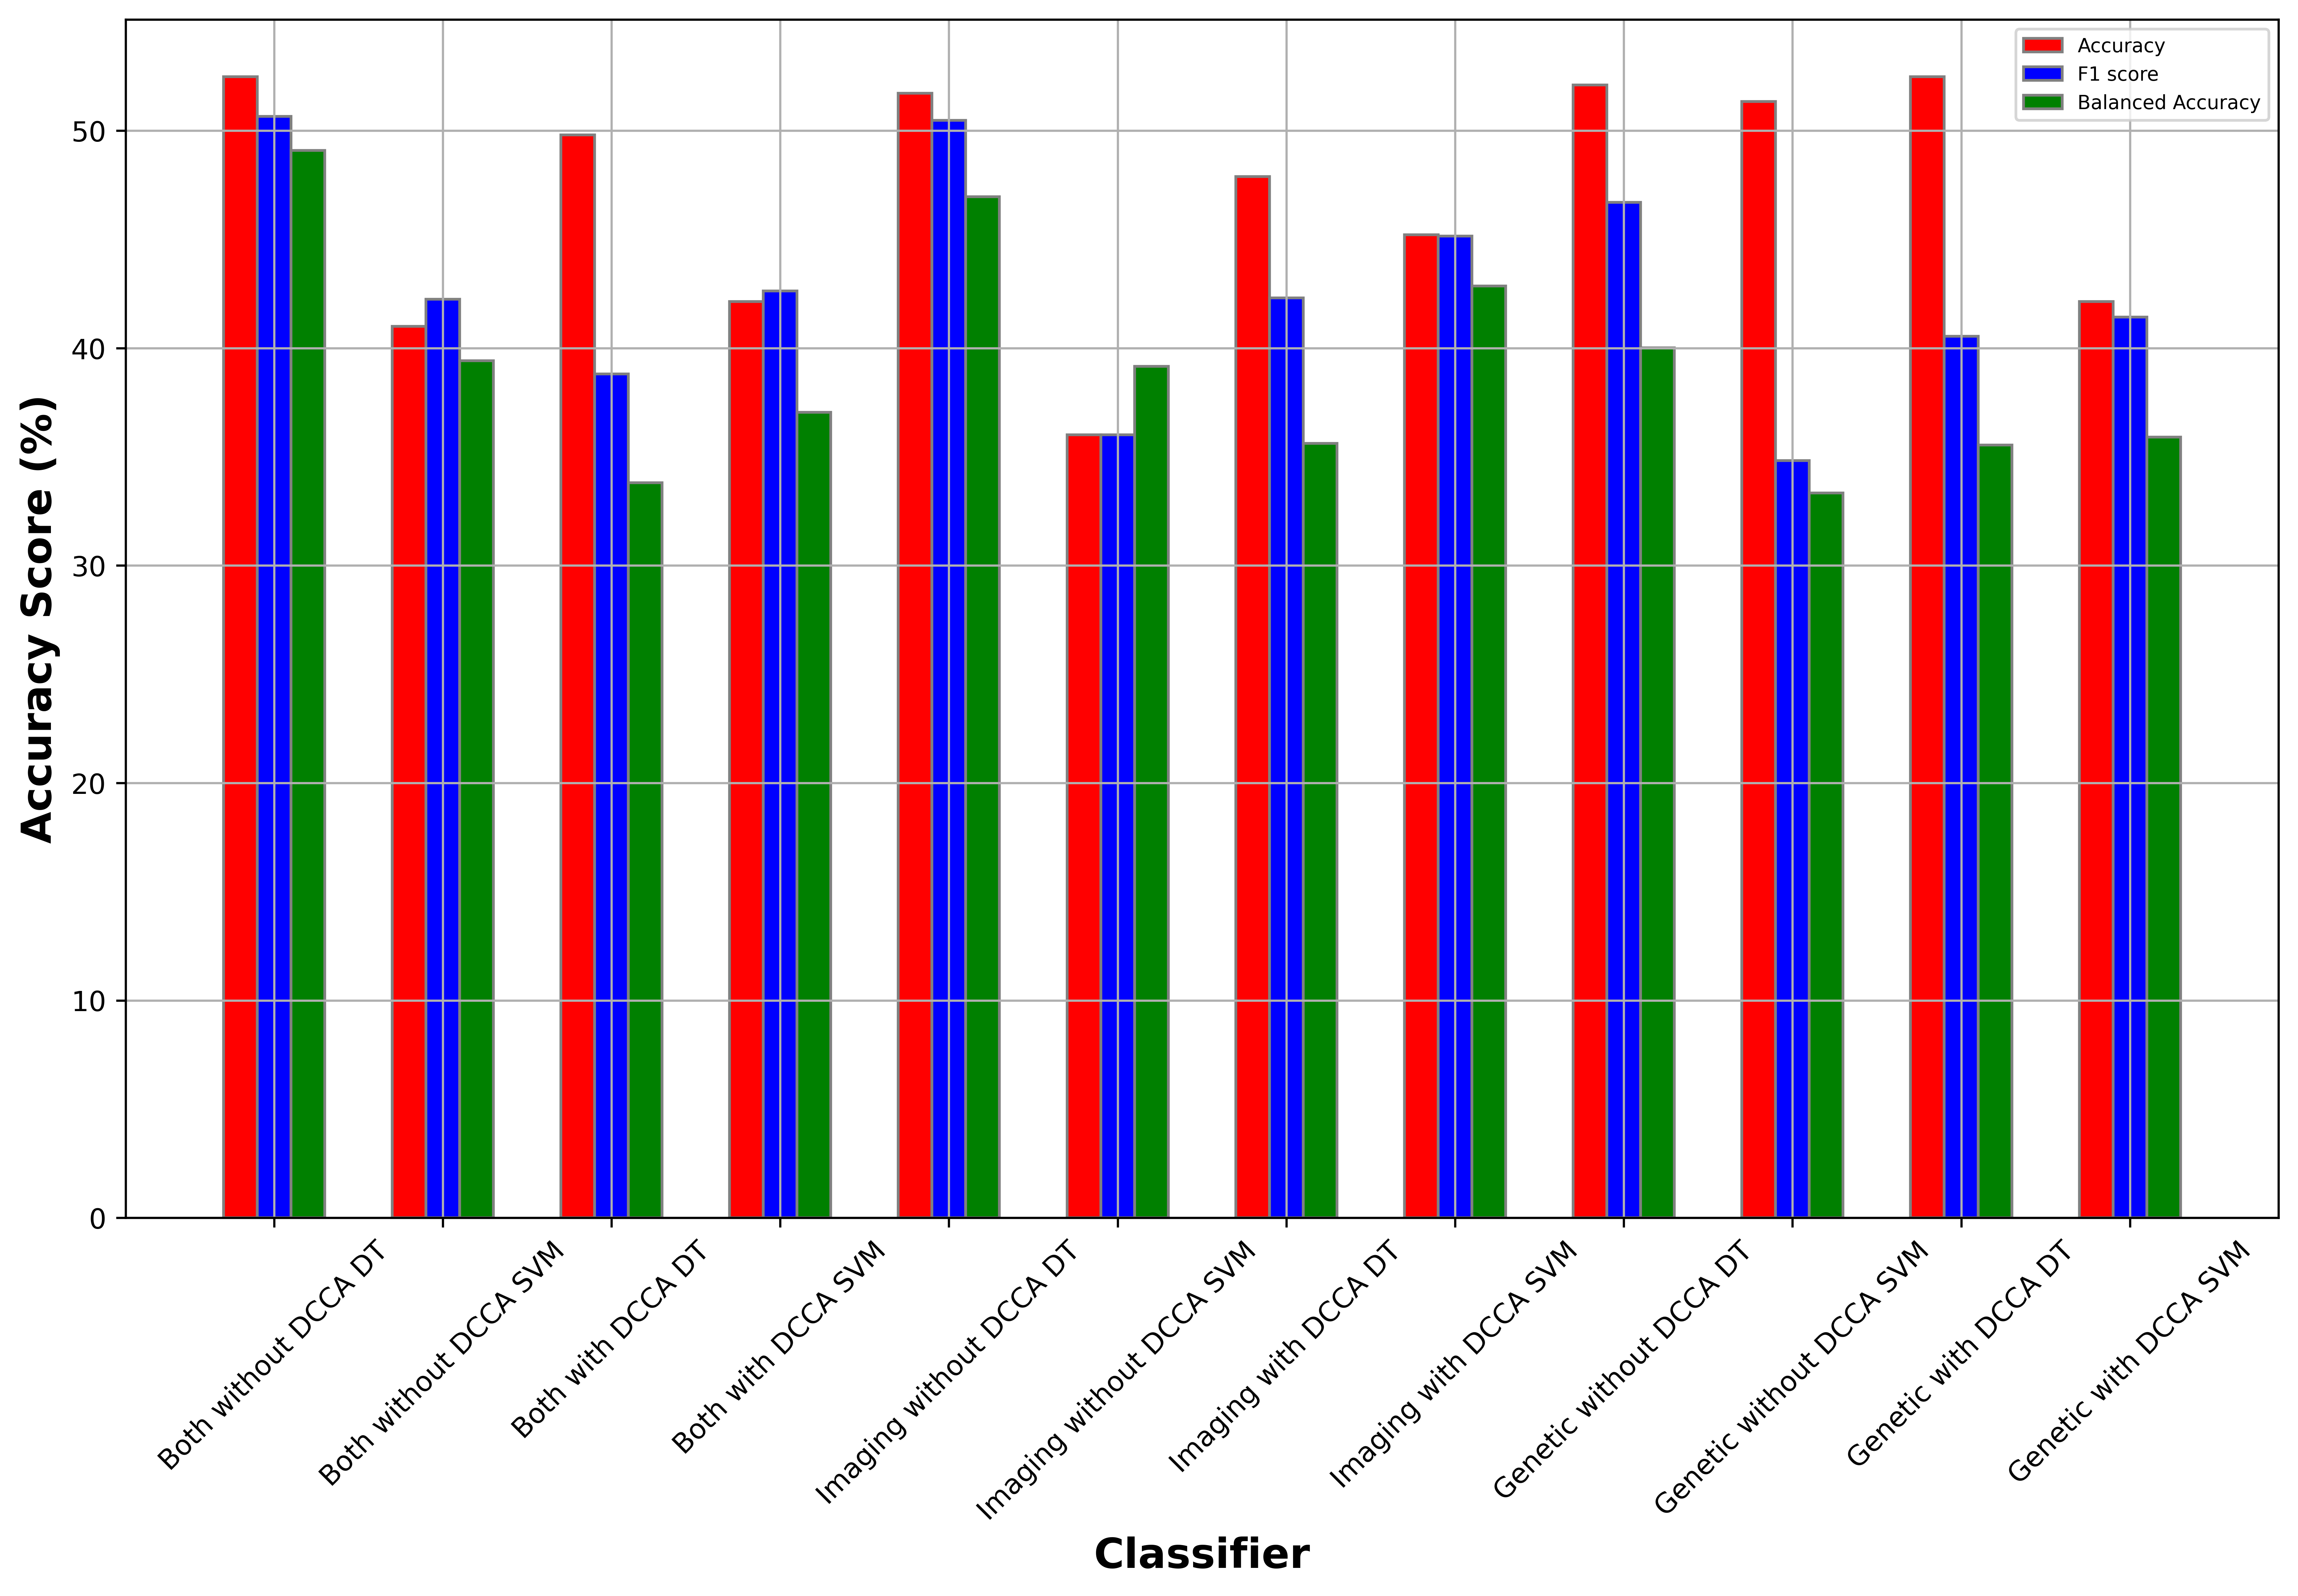 Accuracy
F1 score
Balanced Accuracy
Accuracy Score (%)
50
40
30
20
10
0
Both without DCCA DT
Both without DCCA SVM
Both with DCCA DT
Both with DCCA SVM
Imaging without DCCA DT
Imaging without DCCA SVM
Imaging with DCCA DT
Imaging with DCCA SVM
Genetic without DCCA DT
Genetic without DCCA SVM
Genetic with DCCA DT
Genetic with DCCA SVM
Classifier